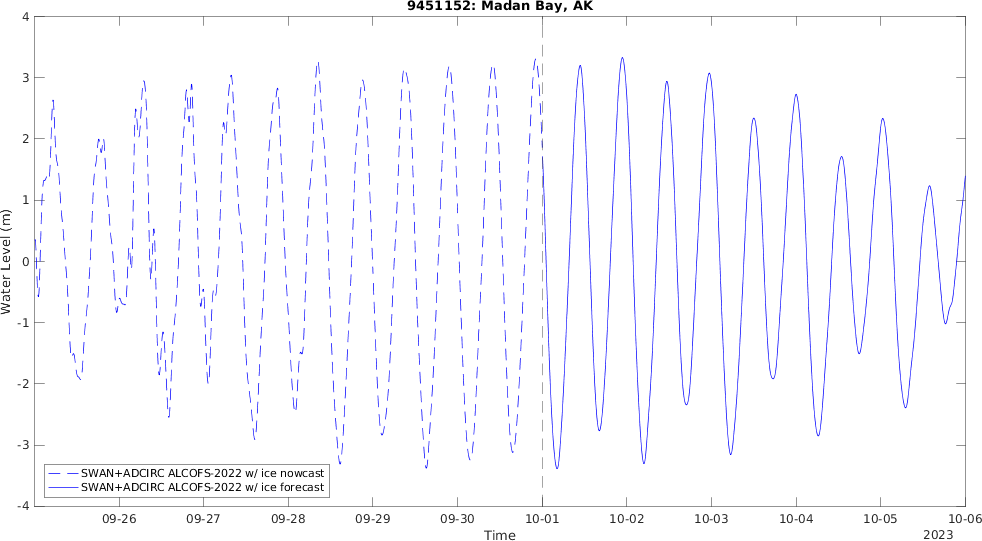 9451152: Madan Bay, AK
Water Level (m)
4
3
2
1
0
-1
-2
-3
-4
SWAN+ADCIRC ALCOFS-2022 w/ ice nowcast
SWAN+ADCIRC ALCOFS-2022 w/ ice forecast
09-26 09-27 09-28 09-29 09-30 10-01 10-02 10-03 10-04 10-05 10-06
Time
2023